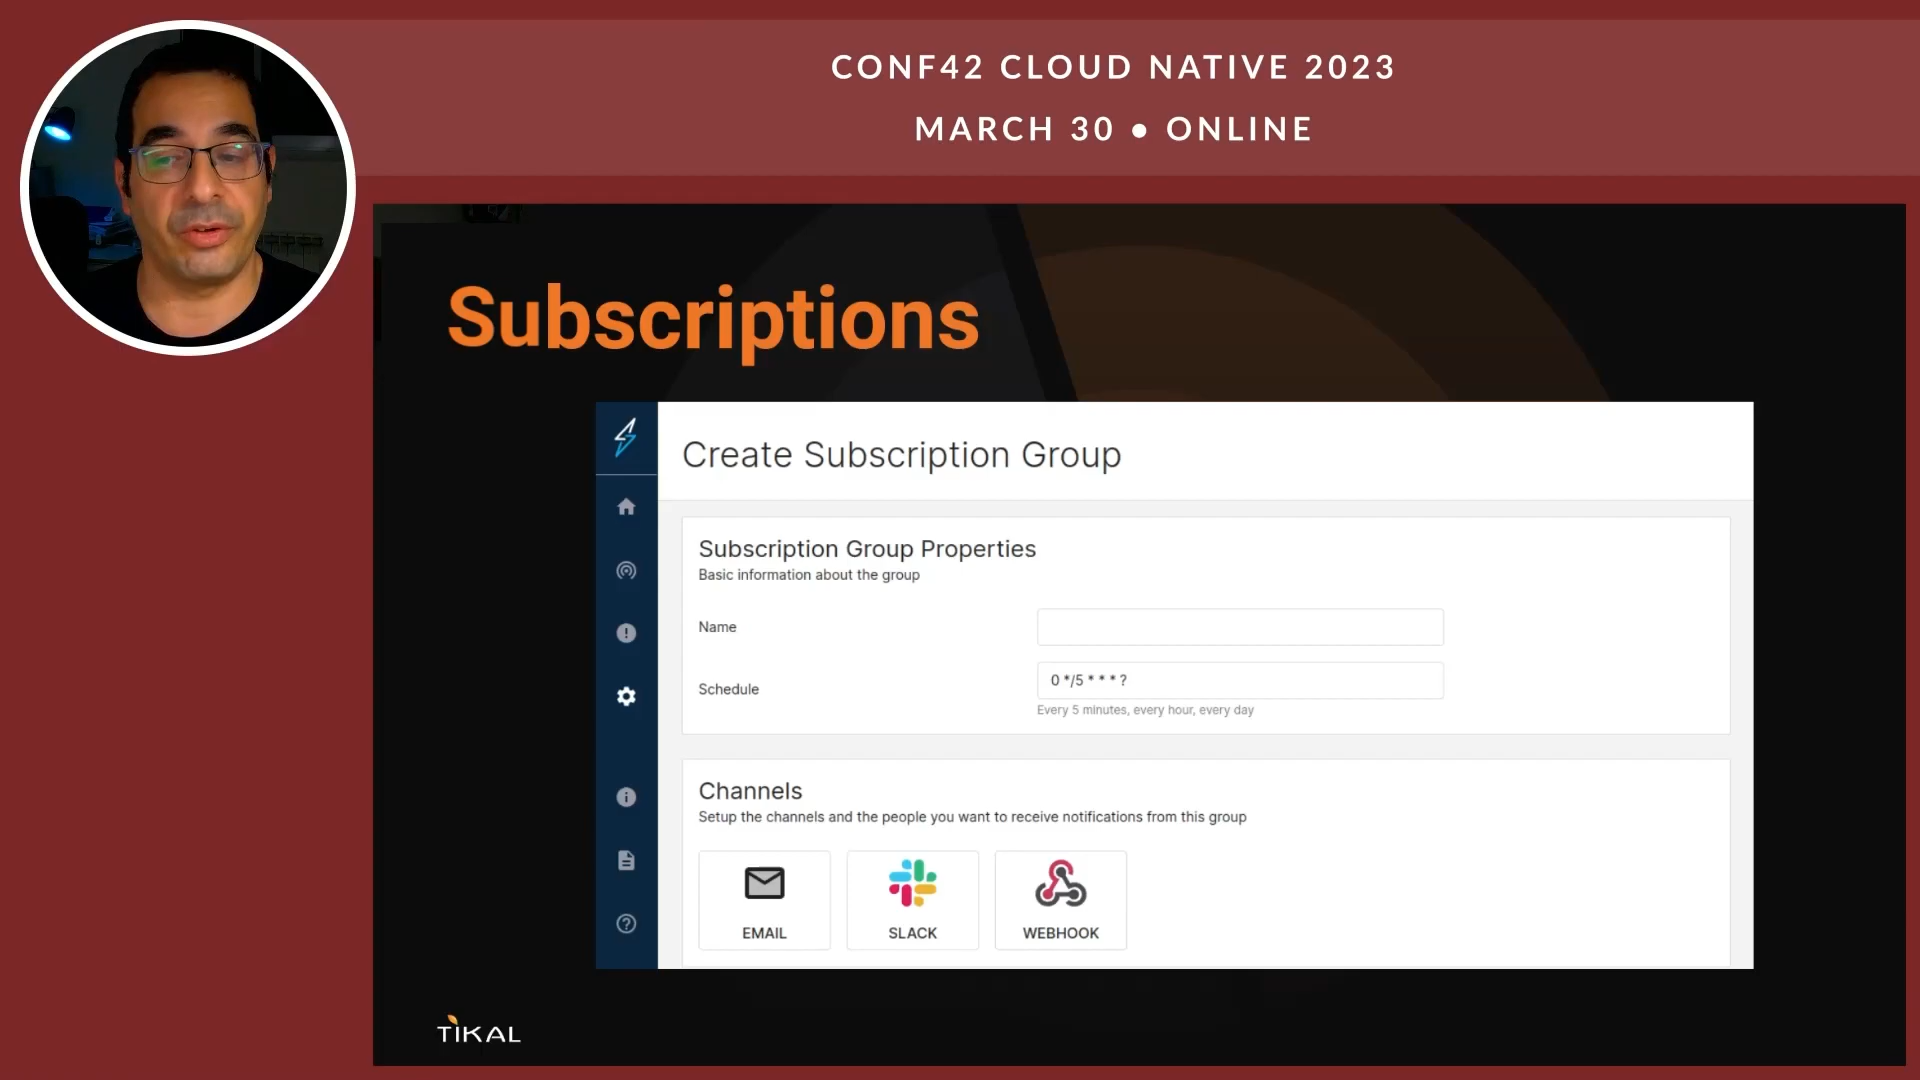 CONF42 CLOUD NATIVE 2023
MARCH 30 ● ONLINE
Subscriptions
Create Subscription Group
Subscription Group Properties
Basic information about the group
Name
Schedule
0 */5 * * * ?
Every 5 minutes, every hour, every day
Channels
Setup the channels and the people you want to receive notifications from this group
EMAIL
SLACK
WEBHOOK
TIKAL